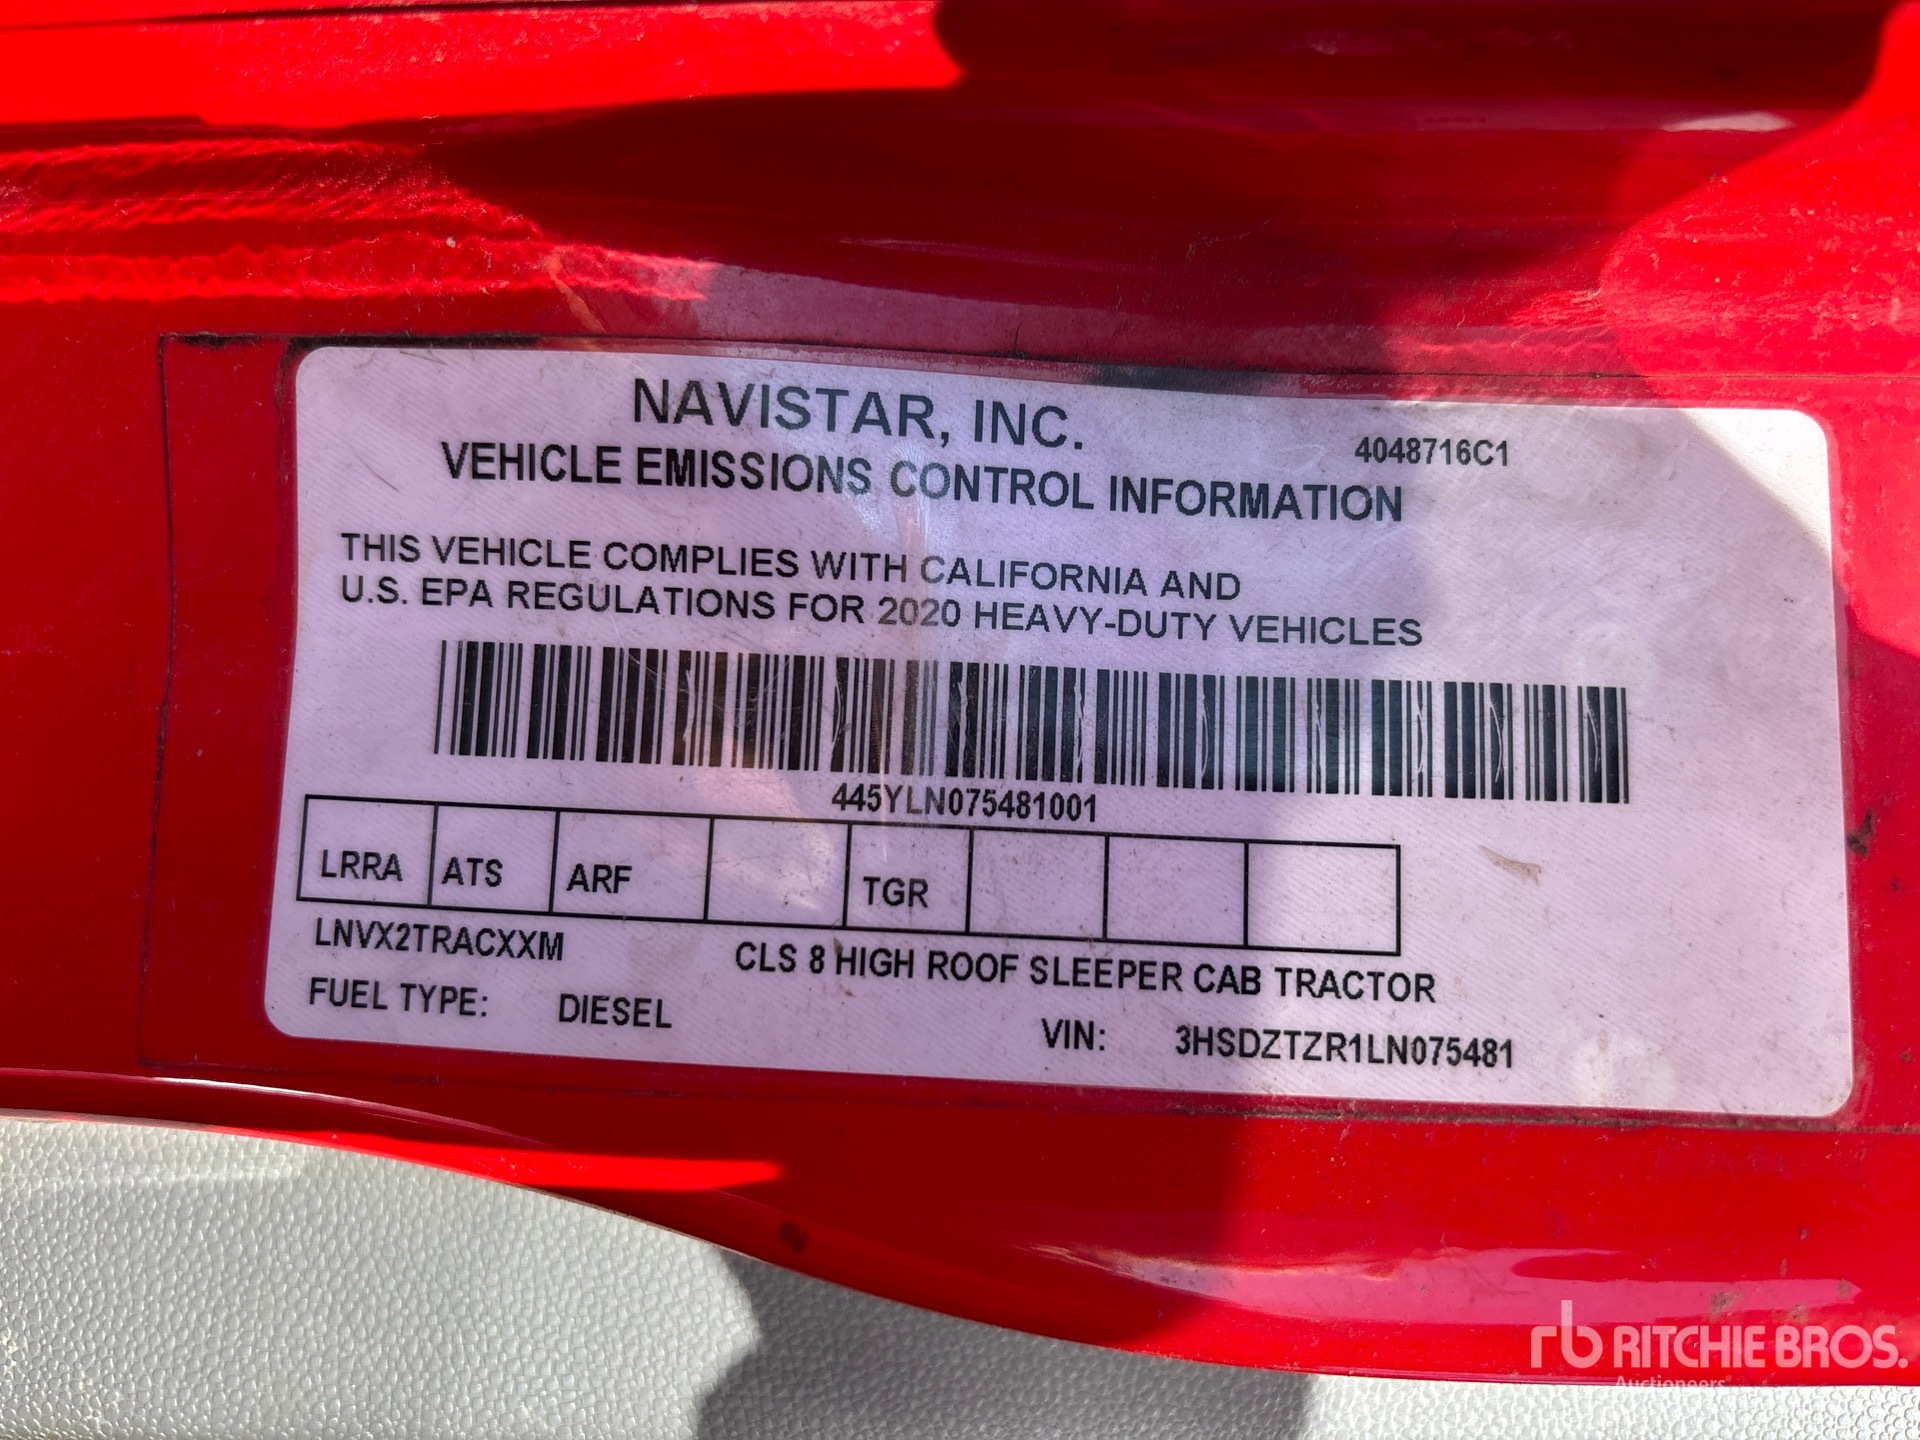 NAVISTAR, INC.
4048716C1
VEHICLE EMISSIONS CONTROL INFORMATION
THIS VEHICLE COMPLIES WITH CALIFORNIA AND
U.S. EPA REGULATIONS FOR 2020 HEAVY-DUTY VEHICLES
445YLN075481001
LRRA ATS ARF TGR
LNVX2TRACXXM CLS 8 HIGH ROOF SLEEPER CAB TRACTOR
FUEL TYPE: DIESEL VIN: 3HSDZTZR1LN075481
rb RITCHIE BROS.
Auctioneers